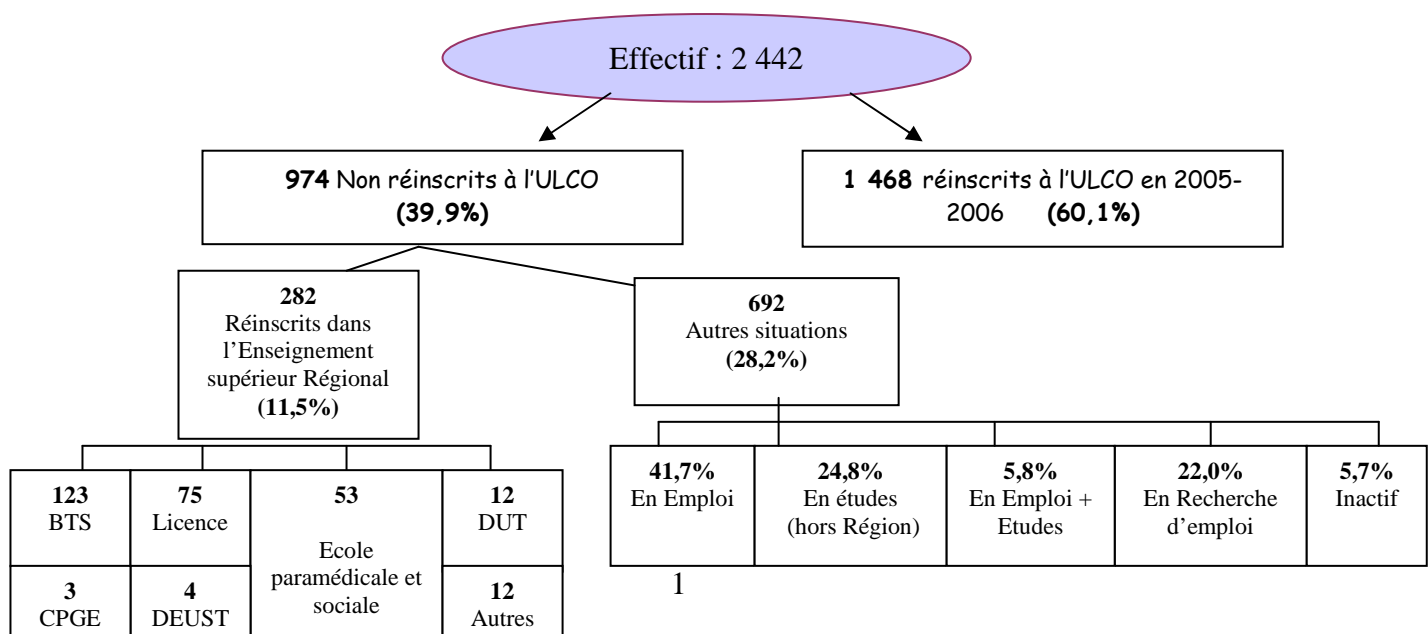 Effectif : 2 442
974 Non réinscrits à l'ULCO
(39,9%)
1 468 réinscrits à l'ULCO en 2005-
2006 (60,1%)
282
Réinscrits dans
l'Enseignement
supérieur Régional
(11,5%)
692
Autres situations
(28,2%)
123
BTS
75
Licence
53
Ecole
paramédicale et
sociale
12
DUT
3
CPGE
4
DEUST
12
Autres
41,7%
En Emploi
24,8%
En études
(hors Région)
5,8%
En Emploi +
Etudes
22,0%
En Recherche
d'emploi
5,7%
Inactif
1